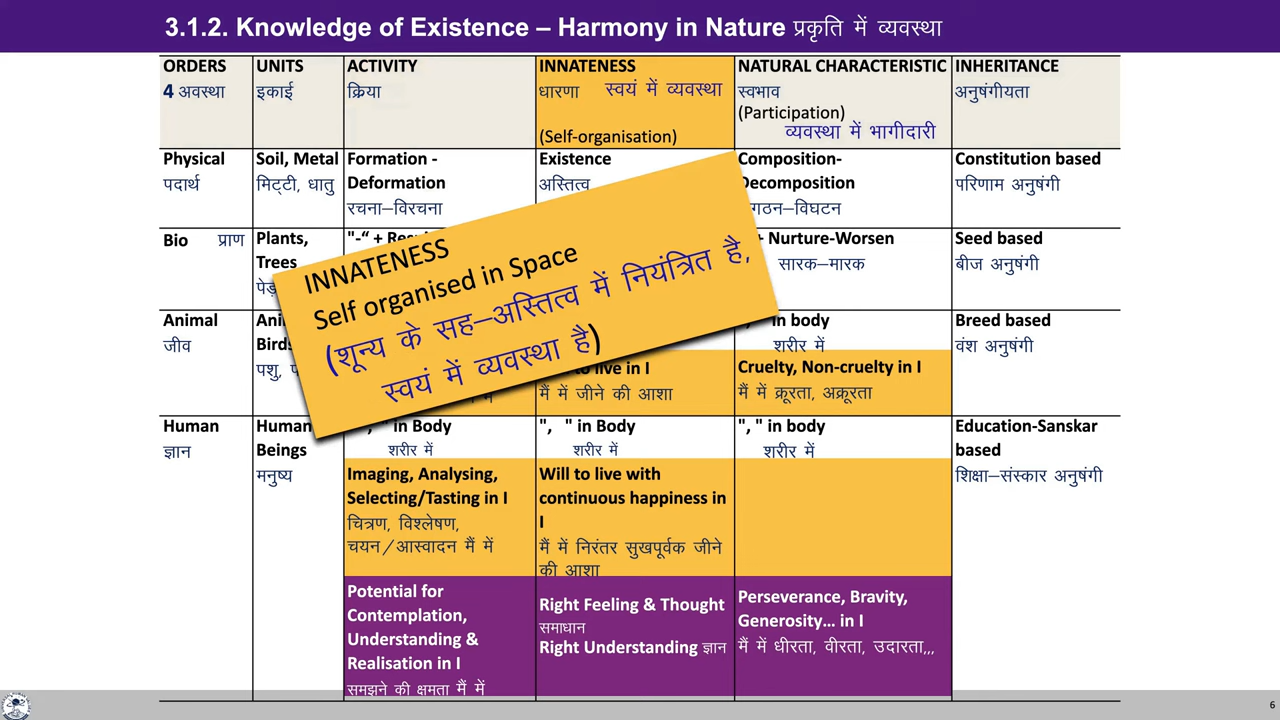 3.1.2. Knowledge of Existence – Harmony in Nature प्रकृति में व्यवस्था
ORDERS UNITS ACTIVITY INNATENESS NATURAL CHARACTERISTIC INHERITANCE
4 अवस्था इकाई क्रिया धारणा स्वयं में व्यवस्था स्वभाव अनुषंगीयता
(Participation)
(Self-organisation) व्यवस्था में भागीदारी
Physical Soil, Metal Formation - Existence Composition- Constitution based
पदार्थ मिट्टी, धातु Deformation अस्तित्व Decomposition परिणाम अनुषंगी
रचना–विरचना गठन–विघटन
Bio प्राण Plants, "-“ + + Nurture-Worsen Seed based
Trees सारक–मारक बीज अनुषंगी
INNATENESS
Self organised in Space
(शून्य के सह–अस्तित्व में नियंत्रित है,
स्वयं में व्यवस्था है)
Animal in body Breed based
जीव Birds शरीर में वंश अनुषंगी
पशु, to live in I Cruelty, Non-cruelty in I
में मैं में जीने की आशा मैं में क्रूरता, अक्रूरता
Human Human ", " in Body ", " in Body ", " in body Education-Sanskar
ज्ञान Beings शरीर में शरीर में शरीर में based
मनुष्य शिक्षा–संस्कार अनुषंगी
Imaging, Analysing,
Selecting/Tasting in I
चित्रण, विश्लेषण,
चयन/आस्वादन मैं में
Will to live with
continuous happiness in
I
मैं में निरंतर सुखपूर्वक जीने
की आशा
Potential for
Contemplation,
Understanding &
Realisation in I
समझने की क्षमता मैं में
Right Feeling & Thought
समाधान
Right Understanding ज्ञान
Perseverance, Bravity,
Generosity… in I
मैं में धीरता, वीरता, उदारता,,,
6